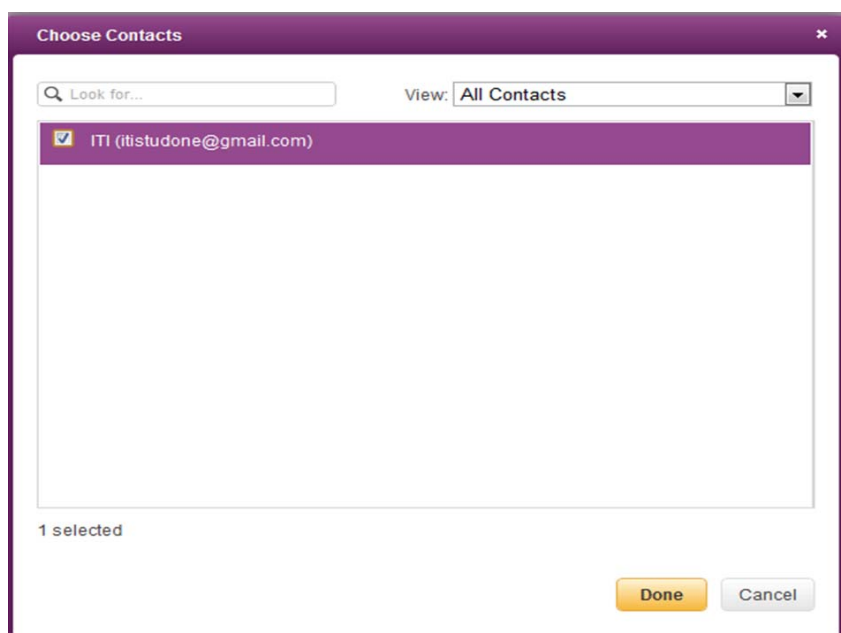 Choose Contacts
Look for...
View: All Contacts
ITI (itistudone@gmail.com)
1 selected
Done Cancel